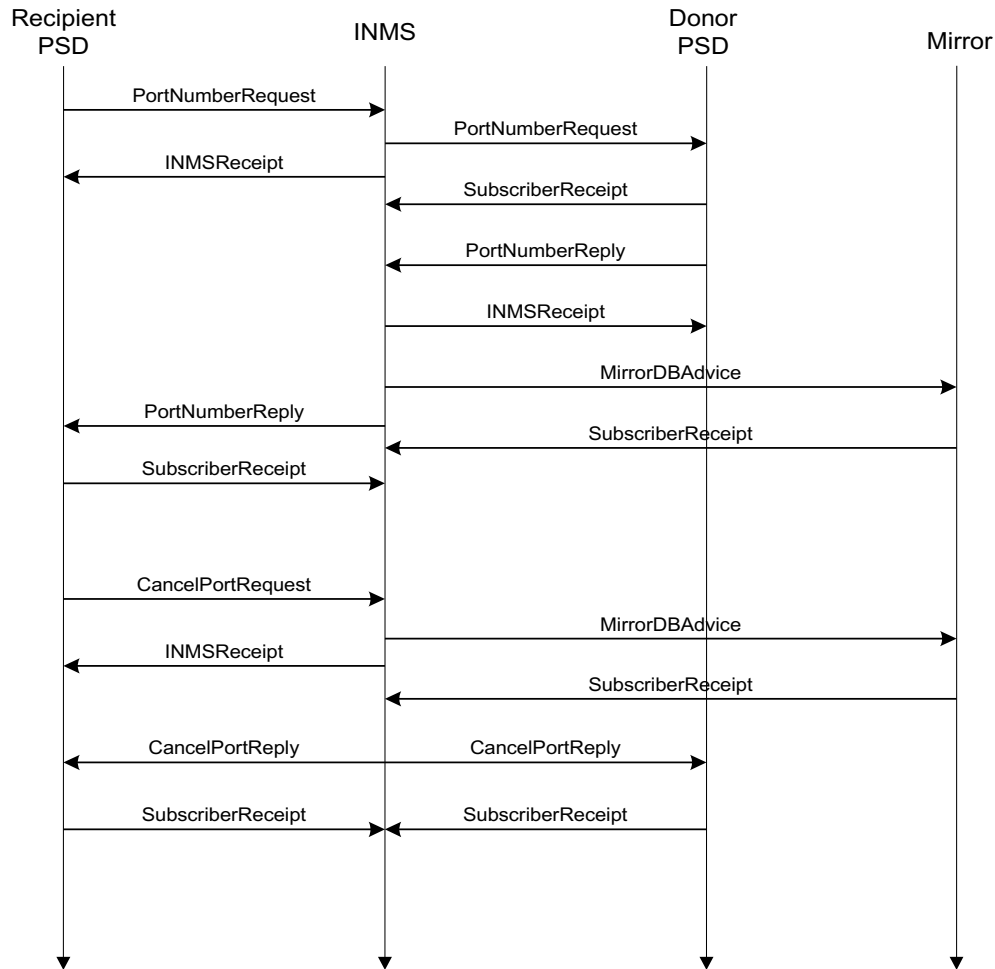 Recipient
PSD
INMS
Donor
PSD
Mirror
PortNumberRequest
PortNumberRequest
INMSReceipt
SubscriberReceipt
PortNumberReply
INMSReceipt
MirrorDBAdvice
PortNumberReply
SubscriberReceipt
SubscriberReceipt
CancelPortRequest
MirrorDBAdvice
INMSReceipt
SubscriberReceipt
CancelPortReply
CancelPortReply
SubscriberReceipt
SubscriberReceipt